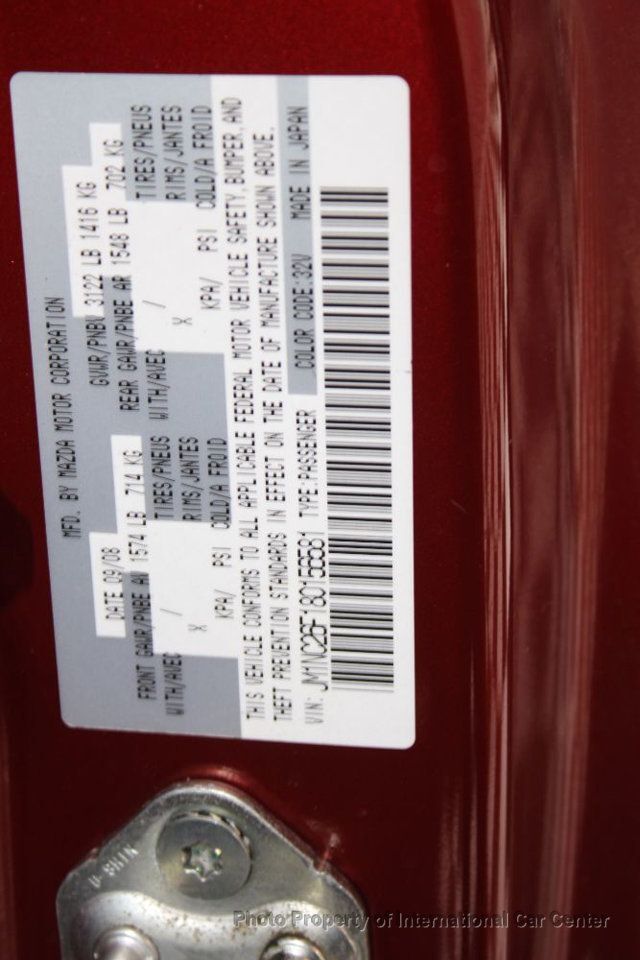 MFD. BY MAZDA MOTOR CORPORATION
DATE 09/08 GVWR/PNBV 3122 LB 1416 KG
FRONT GAWR/PNBE AV 1574 LB 714 KG REAR GAWR/PNBE AR 1548 LB 702 KG
WITH/AVEC TIRES/PNEUS WITH/AVEC TIRES/PNEUS
/ RIMS/JANTES / RIMS/JANTES
X X
KPA/ PSI COLD/A FROID KPA/ PSI COLD/A FROID
THIS VEHICLE CONFORMS TO ALL APPLICABLE FEDERAL MOTOR VEHICLE SAFETY, BUMPER, AND
THEFT PREVENTION STANDARDS IN EFFECT ON THE DATE OF MANUFACTURE SHOWN ABOVE.
VIN: JM1NC26F180156581 TYPE:PASSENGER COLOR CODE:32V MADE IN JAPAN
Photo Property of International Car Center